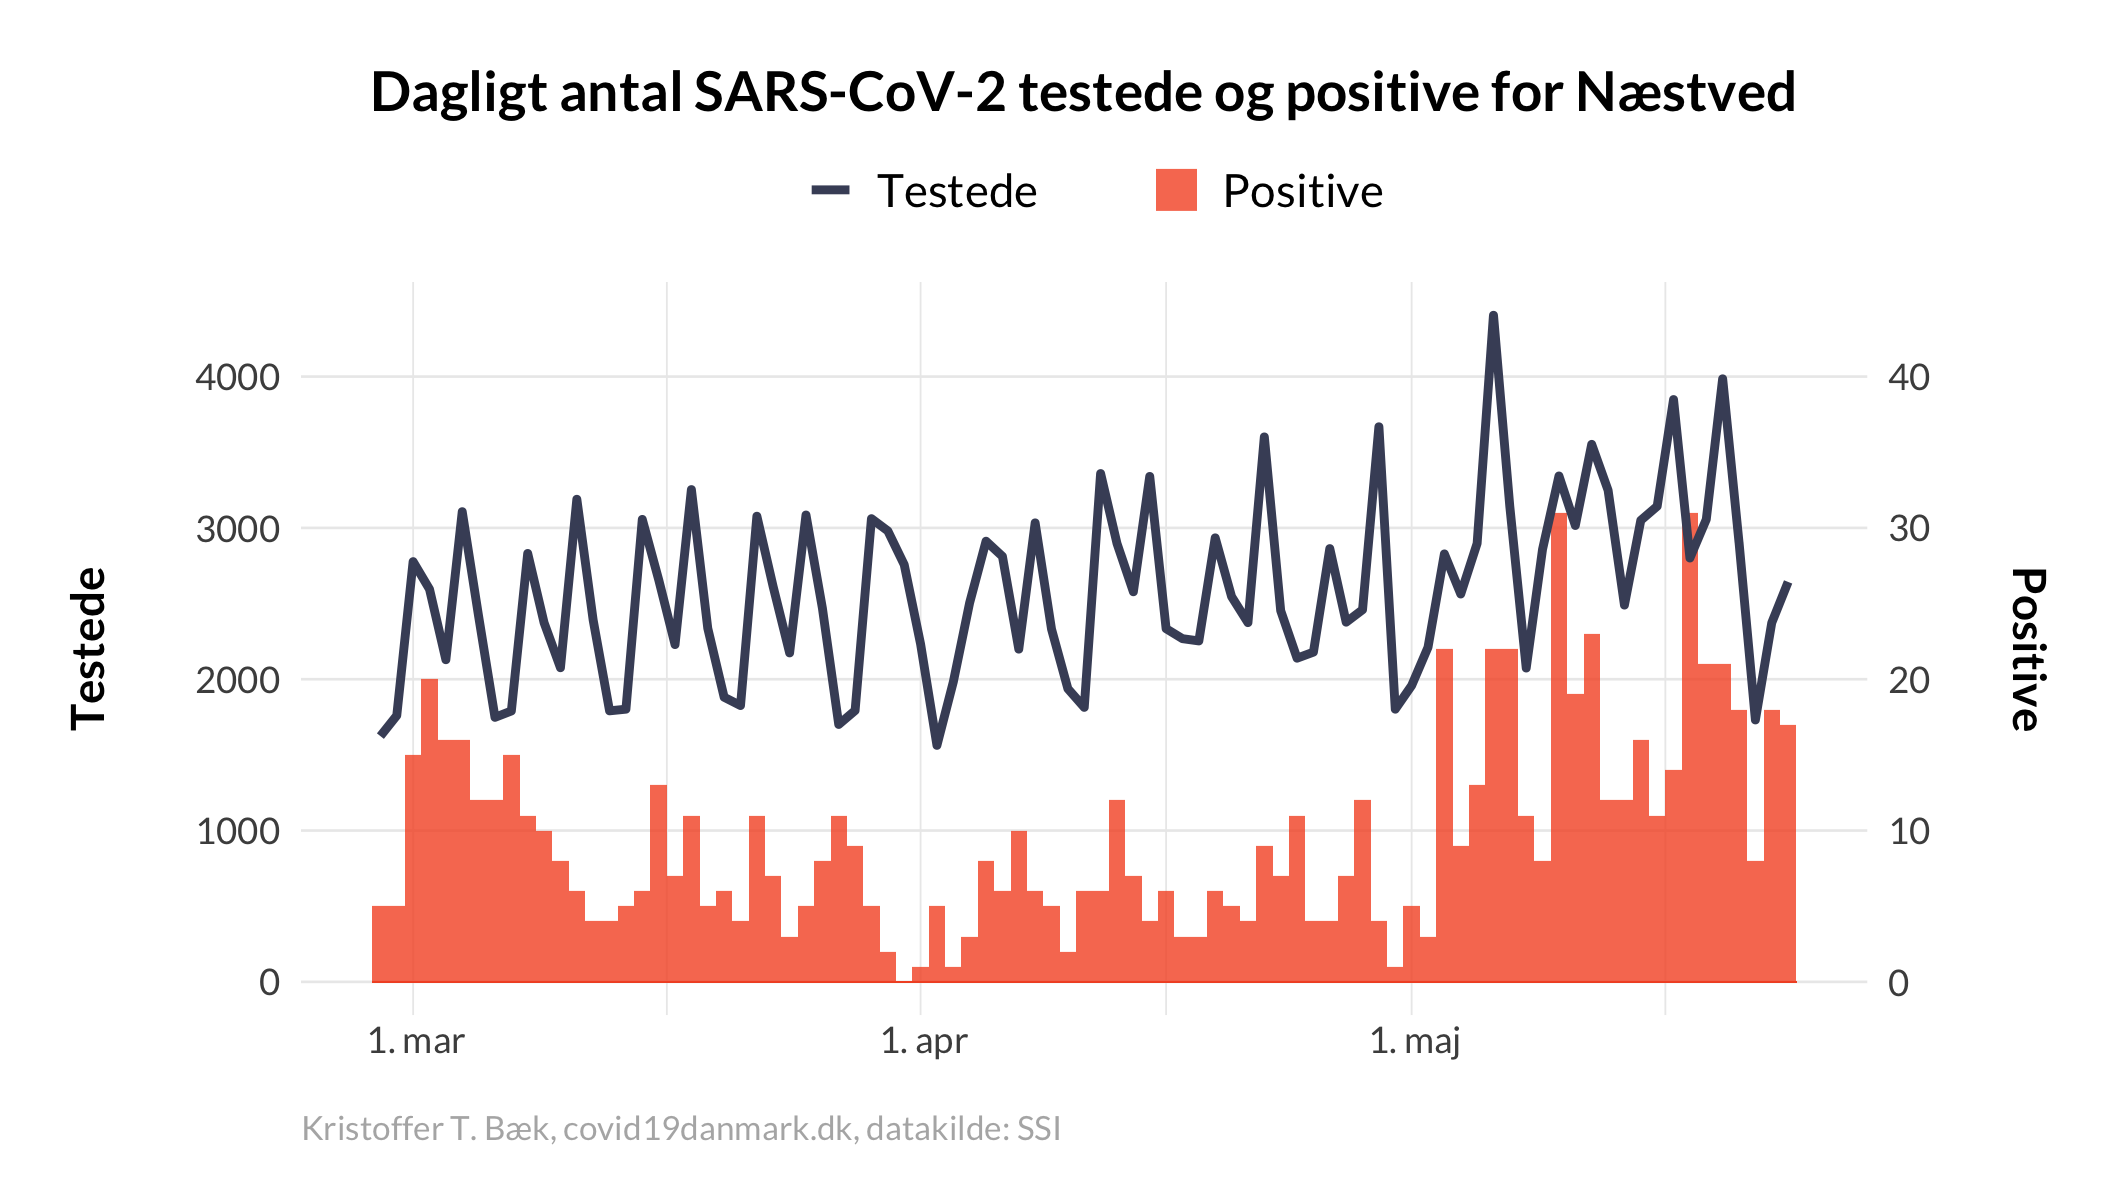 Dagligt antal SARS-CoV-2 testede og positive for Næstved
Testede
Positive
4000
3000
2000
1000
0
Testede
40
30
20
10
0
Positive
1. mar
1. apr
1. maj
Kristoffer T. Bæk, covid19danmark.dk, datakilde: SSI